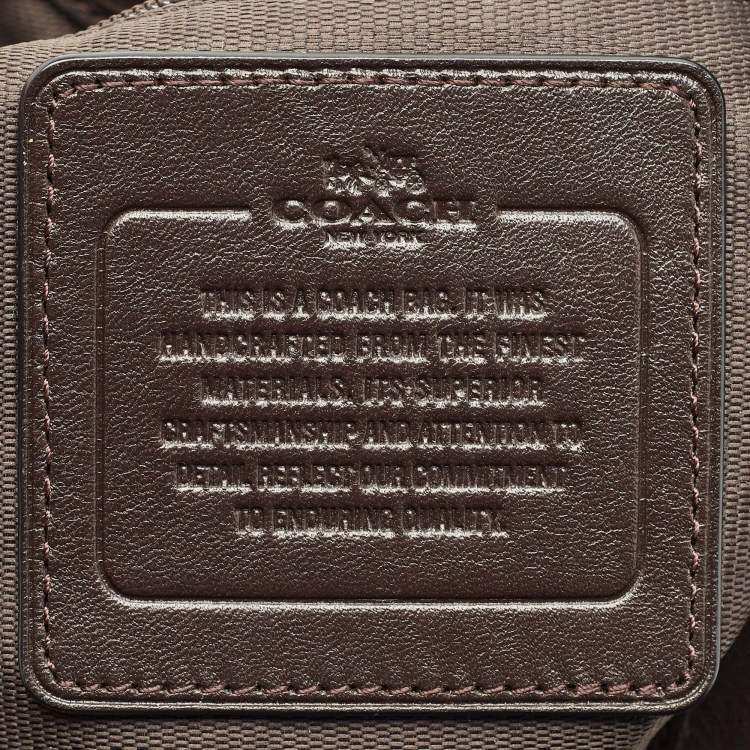 COACH
NEW YORK
THIS IS A COACH BAG. IT WAS
HANDCRAFTED FROM THE FINEST
MATERIALS. ITS SUPERIOR
CRAFTSMANSHIP AND ATTENTION TO
DETAIL REFLECT OUR COMMITMENT
TO ENDURING QUALITY.